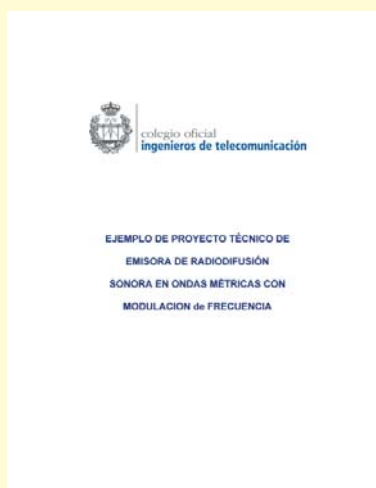 colegio oficial
ingenieros de telecomunicación
EJEMPLO DE PROYECTO TÉCNICO DE
EMISORA DE RADIODIFUSIÓN
SONORA EN ONDAS MÉTRICAS CON
MODULACION de FRECUENCIA